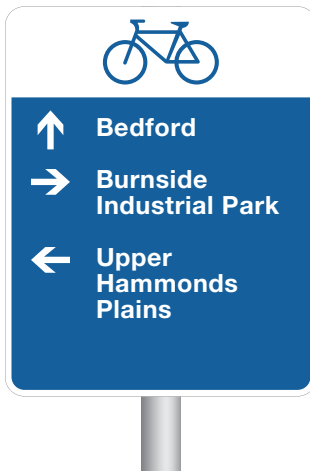 Bedford
Burnside
Industrial Park
Upper
Hammonds
Plains